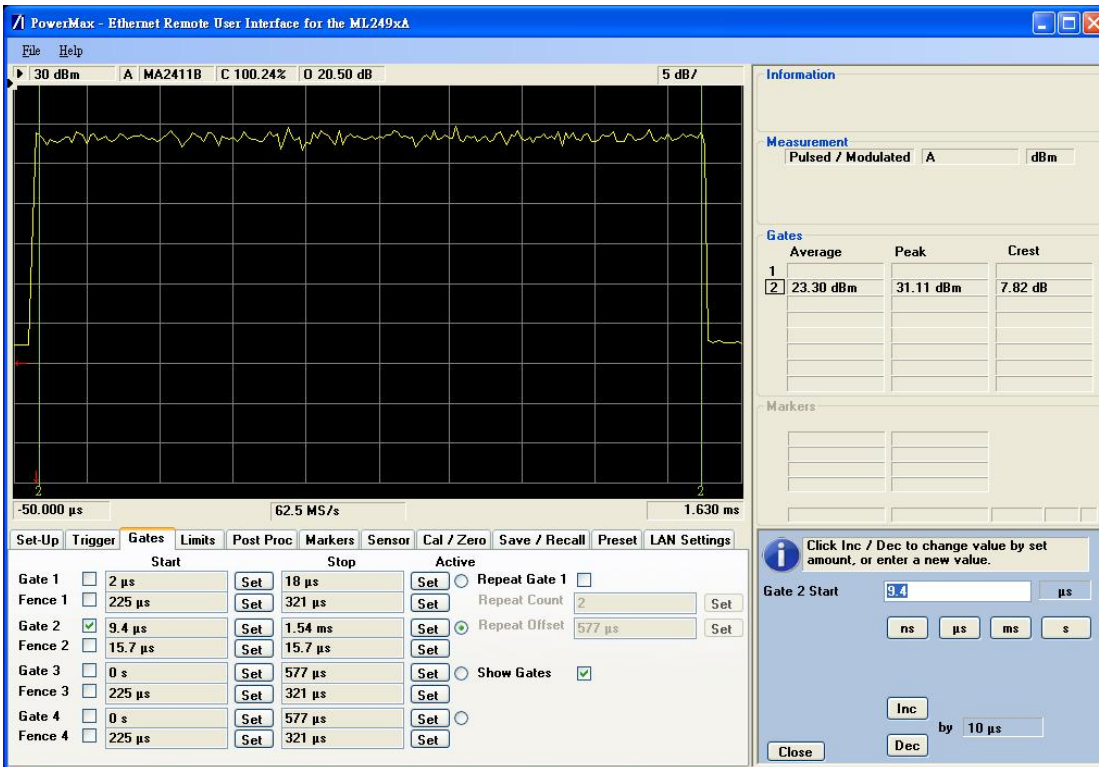 PowerMax - Ethernet Remote User Interface for the ML249xA
File Help
30 dBm A MA2411B C 100.24% O 20.50 dB 5 dB/
2 2
-50.000 µs 62.5 MS/s 1.630 ms
Information
Measurement
Pulsed / Modulated A dBm
Gates
Average Peak Crest
1
2 23.30 dBm 31.11 dBm 7.82 dB
Markers
Set-Up Trigger Gates Limits Post Proc Markers Sensor Cal / Zero Save / Recall Preset LAN Settings
Start Stop Active
Gate 1 2 µs Set 18 µs Set Repeat Gate 1
Fence 1 225 µs Set 321 µs Set Repeat Count 2 Set
Gate 2 9.4 µs Set 1.54 ms Set Repeat Offset 577 µs Set
Fence 2 15.7 µs Set 15.7 µs Set
Gate 3 0 s Set 577 µs Set Show Gates
Fence 3 225 µs Set 321 µs Set
Gate 4 0 s Set 577 µs Set
Fence 4 225 µs Set 321 µs Set
Click Inc / Dec to change value by set
amount, or enter a new value.
Gate 2 Start 9.4 µs
ns µs ms s
Inc
by 10 µs
Dec
Close